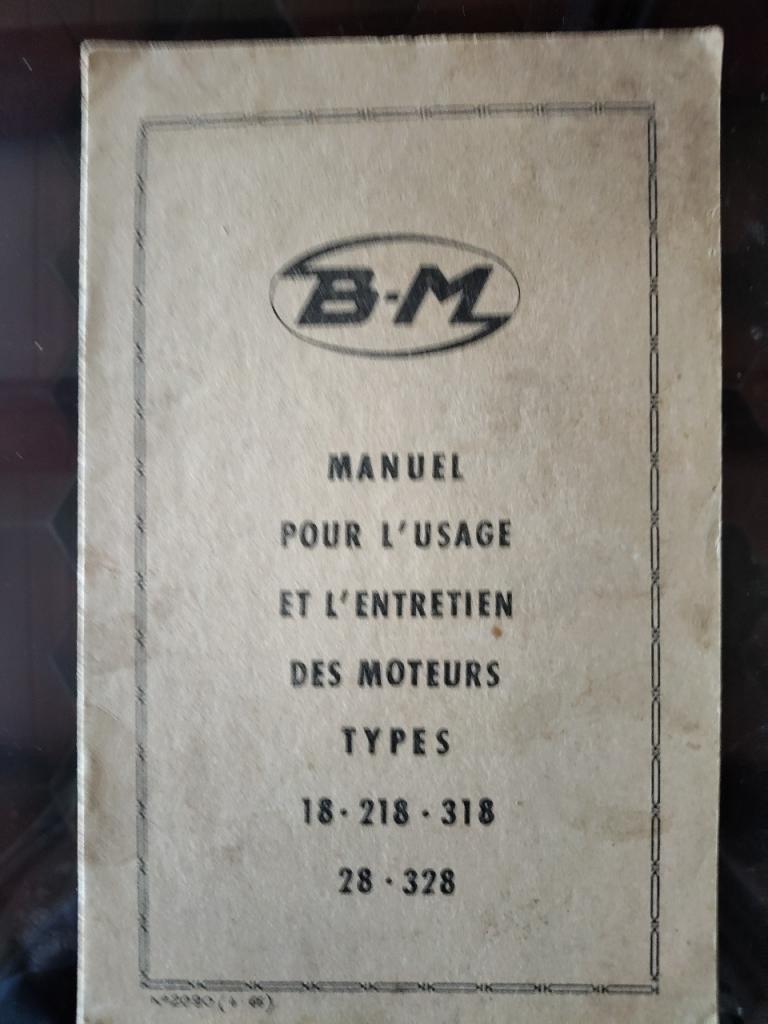 B-M
MANUEL
POUR L'USAGE
ET L'ENTRETIEN
DES MOTEURS
TYPES
18 · 218 · 318
28 · 328